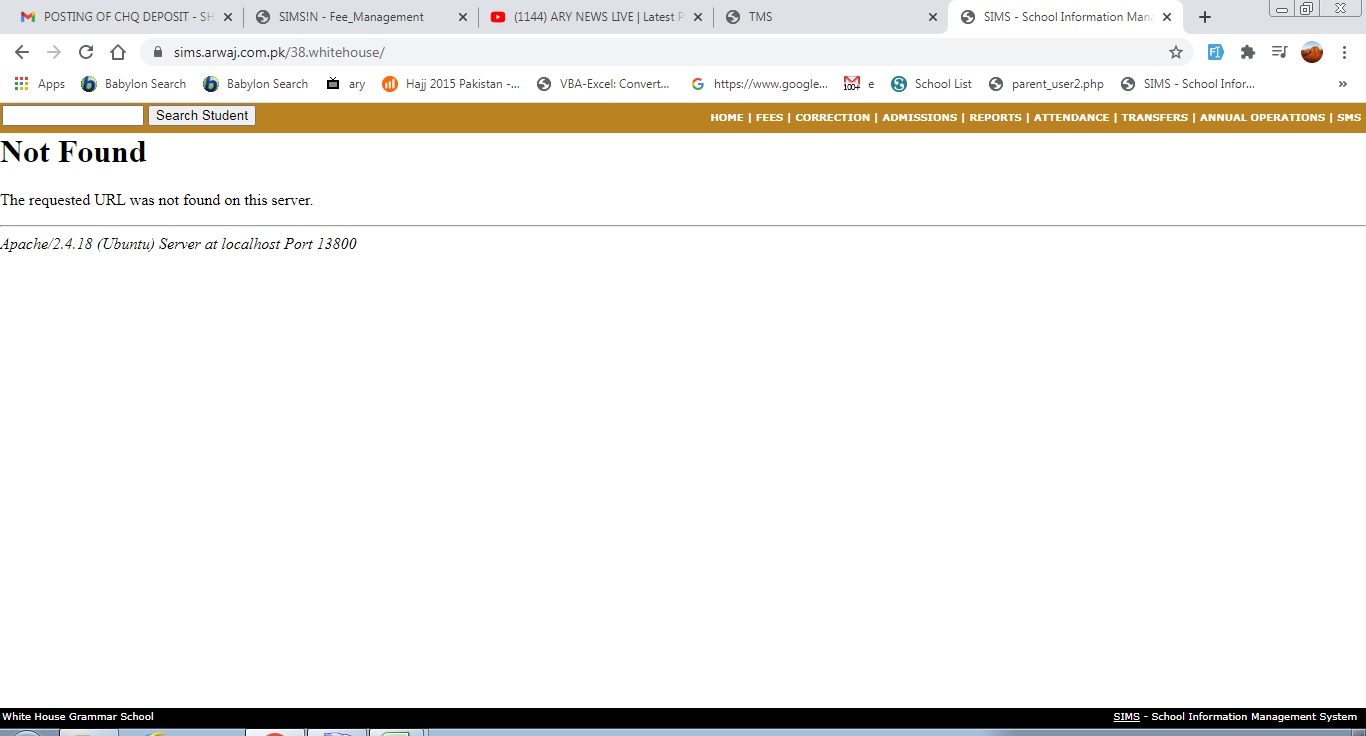 POSTING OF CHQ DEPOSIT - SH
SIMS!N - Fee_Management
(1144) ARY NEWS LIVE | Latest P
TMS
SIMS - School Information Mana
sims.arwaj.com.pk/38.whitehouse/
Apps
Babylon Search
Babylon Search
ary
Hajj 2015 Pakistan -...
VBA-Excel: Convert...
https://www.google...
100+
e
School List
parent_user2.php
SIMS - School Infor...
»
Search Student
HOME | FEES | CORRECTION | ADMISSIONS | REPORTS | ATTENDANCE | TRANSFERS | ANNUAL OPERATIONS | SMS
Not Found
The requested URL was not found on this server.
Apache/2.4.18 (Ubuntu) Server at localhost Port 13800
White House Grammar School
SIMS - School Information Management System